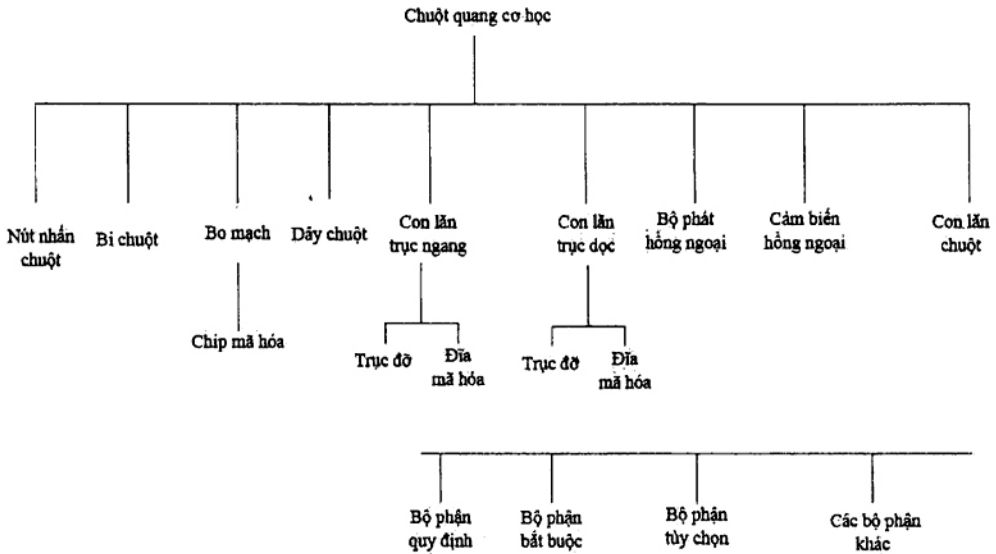 Chuột quang cơ học
Nút nhấn
chuột
Bi chuột
Bo mạch
Dây chuột
Con lăn
trục ngang
Con lăn
trục dọc
Bộ phát
hồng ngoại
Cảm biến
hồng ngoại
Con lăn
chuột
Chip mã hóa
Trục đỡ
Đĩa
mã hóa
Trục đỡ
Đĩa
mã hóa
Bộ phận
quy định
Bộ phận
bắt buộc
Bộ phận
tùy chọn
Các bộ phận
khác